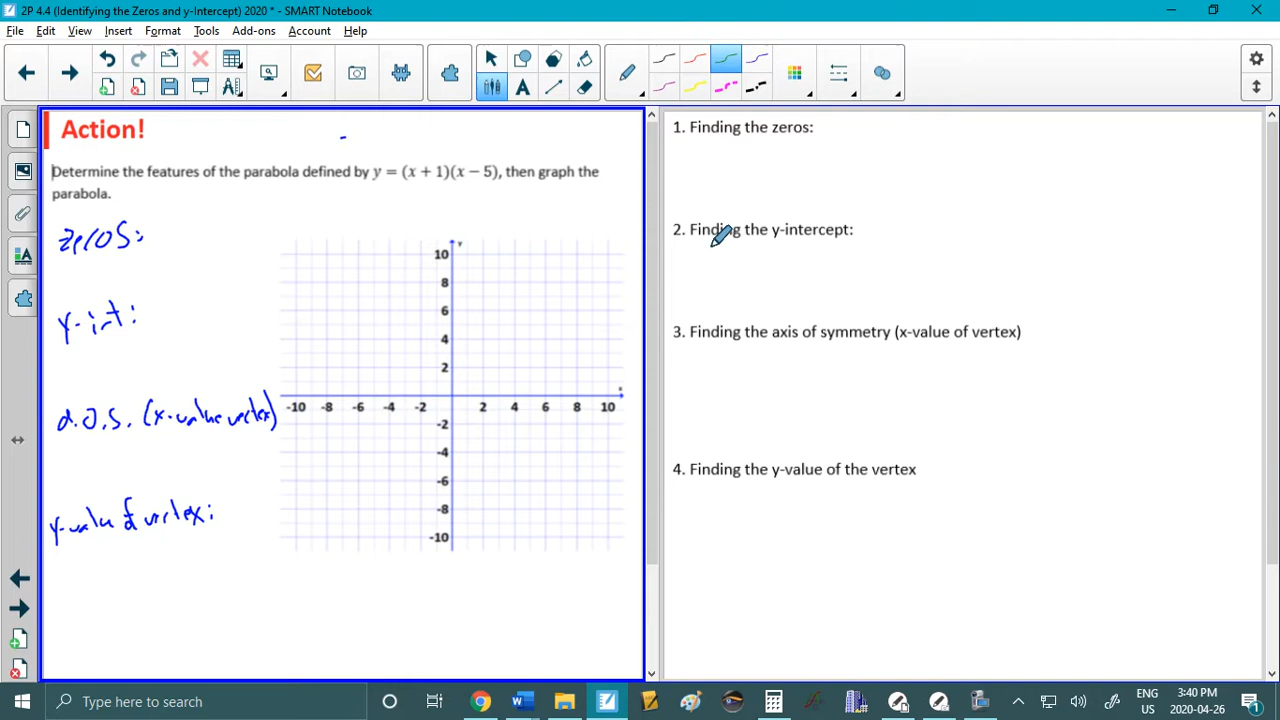 2P 4.4 (Identifying the Zeros and y-Intercept) 2020 * - SMART Notebook
File Edit View Insert Format Tools Add-ons Account Help
Action!
Determine the features of the parabola defined by y = (x + 1)(x − 5), then graph the
parabola.
zeros:
y-int:
a.o.s. (x-value vertex)
y-value of vertex:
y
10
8
6
4
2
x
-10 -8 -6 -4 -2 2 4 6 8 10
-2
-4
-6
-8
-10
1. Finding the zeros:
2. Finding the y-intercept:
3. Finding the axis of symmetry (x-value of vertex)
4. Finding the y-value of the vertex
Type here to search
ENG
US
3:40 PM
2020-04-26
1